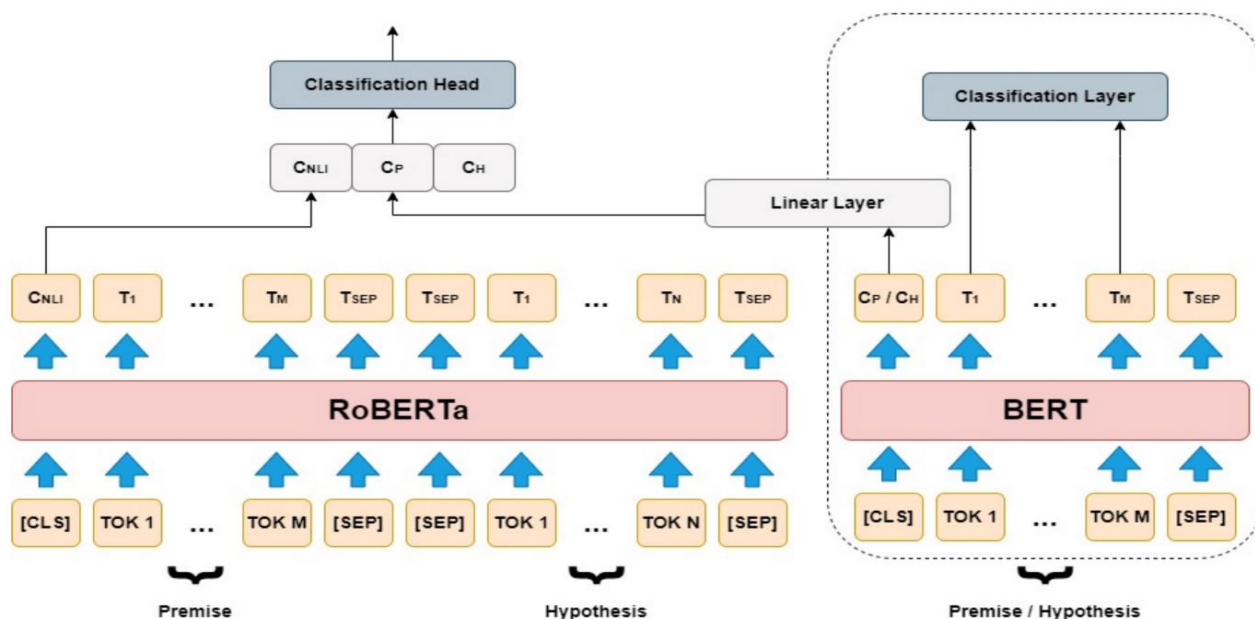 Classification Head
Classification Layer
CNLI CP CH
Linear Layer
CNLI T1 ... TM TSEP TSEP T1 ... TN TSEP
CP / CH T1 ... TM TSEP
RoBERTa
BERT
[CLS] TOK 1 ... TOK M [SEP] [SEP] TOK 1 ... TOK N [SEP]
[CLS] TOK 1 ... TOK M [SEP]
Premise
Hypothesis
Premise / Hypothesis